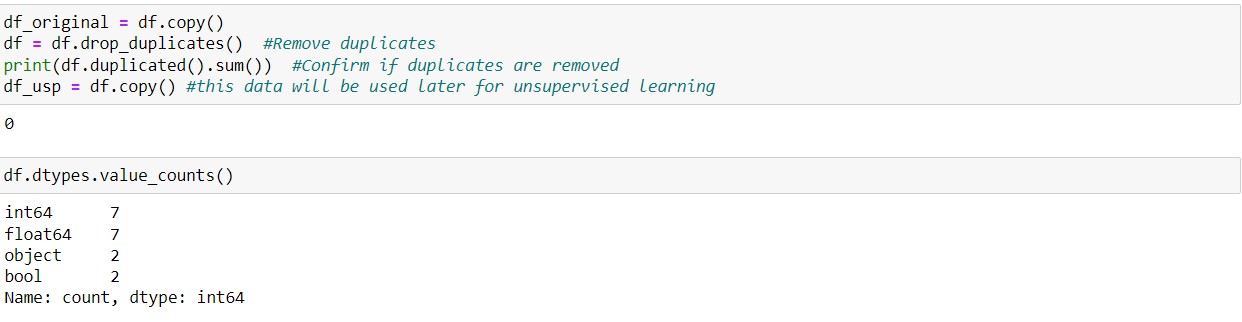 df_original = df.copy()
df = df.drop_duplicates()  #Remove duplicates
print(df.duplicated().sum())  #Confirm if duplicates are removed
df_usp = df.copy() #this data will be used later for unsupervised learning
0
df.dtypes.value_counts()
int64      7
float64    7
object     2
bool       2
Name: count, dtype: int64